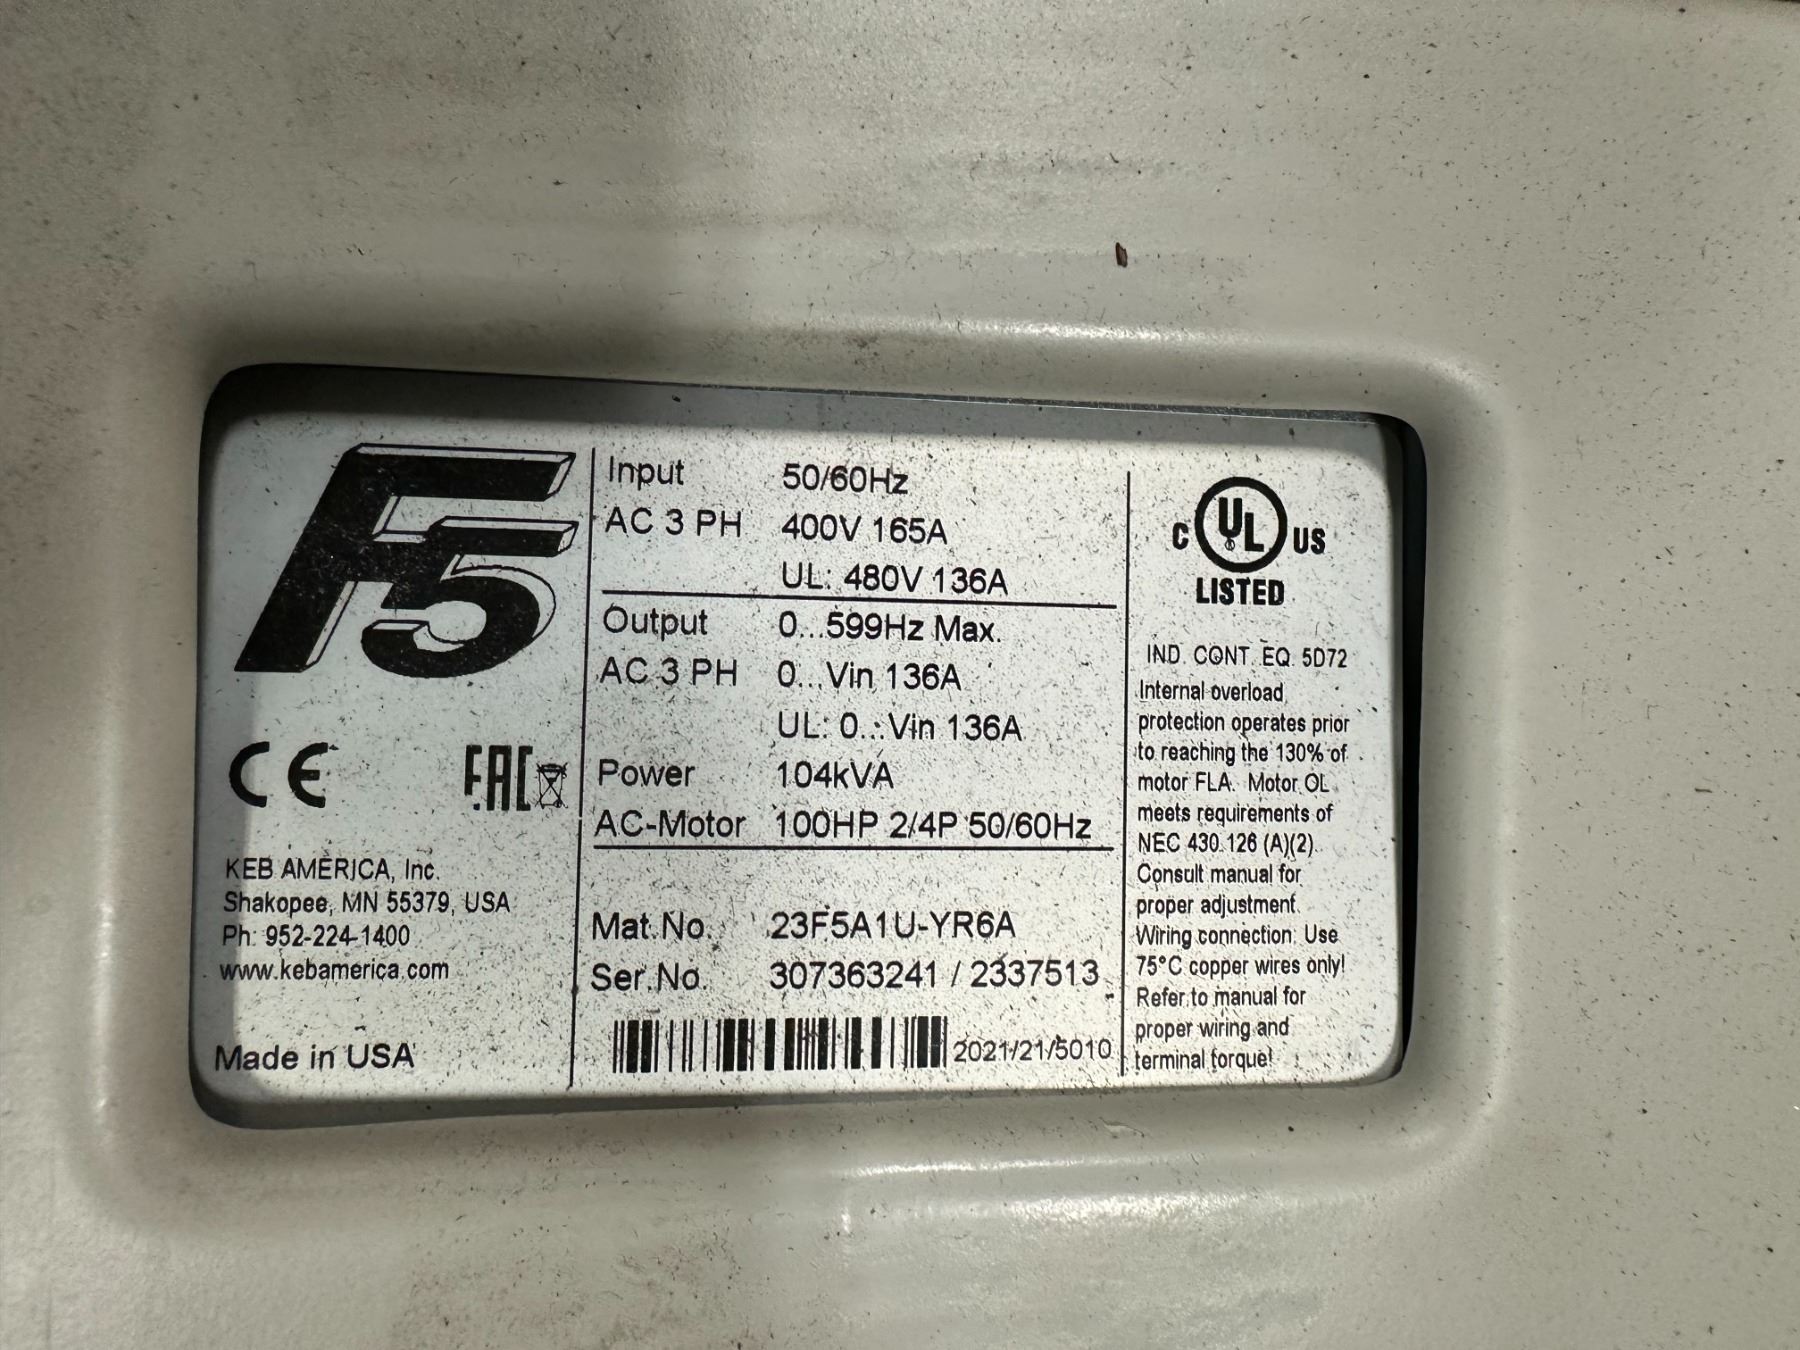 F5
CE
EAC
KEB AMERICA, Inc.
Shakopee, MN 55379, USA
Ph: 952-224-1400
www.kebamerica.com
Made in USA
Input 50/60Hz
AC 3 PH 400V 165A
UL: 480V 136A
Output 0...599Hz Max.
AC 3 PH 0...Vin 136A
UL: 0...Vin 136A
Power 104kVA
AC-Motor 100HP 2/4P 50/60Hz
Mat.No. 23F5A1U-YR6A
Ser.No. 307363241 / 2337513
2021/21/5010
C UL US
LISTED
IND. CONT. EQ. 5D72
Internal overload
protection operates prior
to reaching the 130% of
motor FLA. Motor OL
meets requirements of
NEC 430.126 (A)(2).
Consult manual for
proper adjustment.
Wiring connection: Use
75°C copper wires only!
Refer to manual for
proper wiring and
terminal torque!